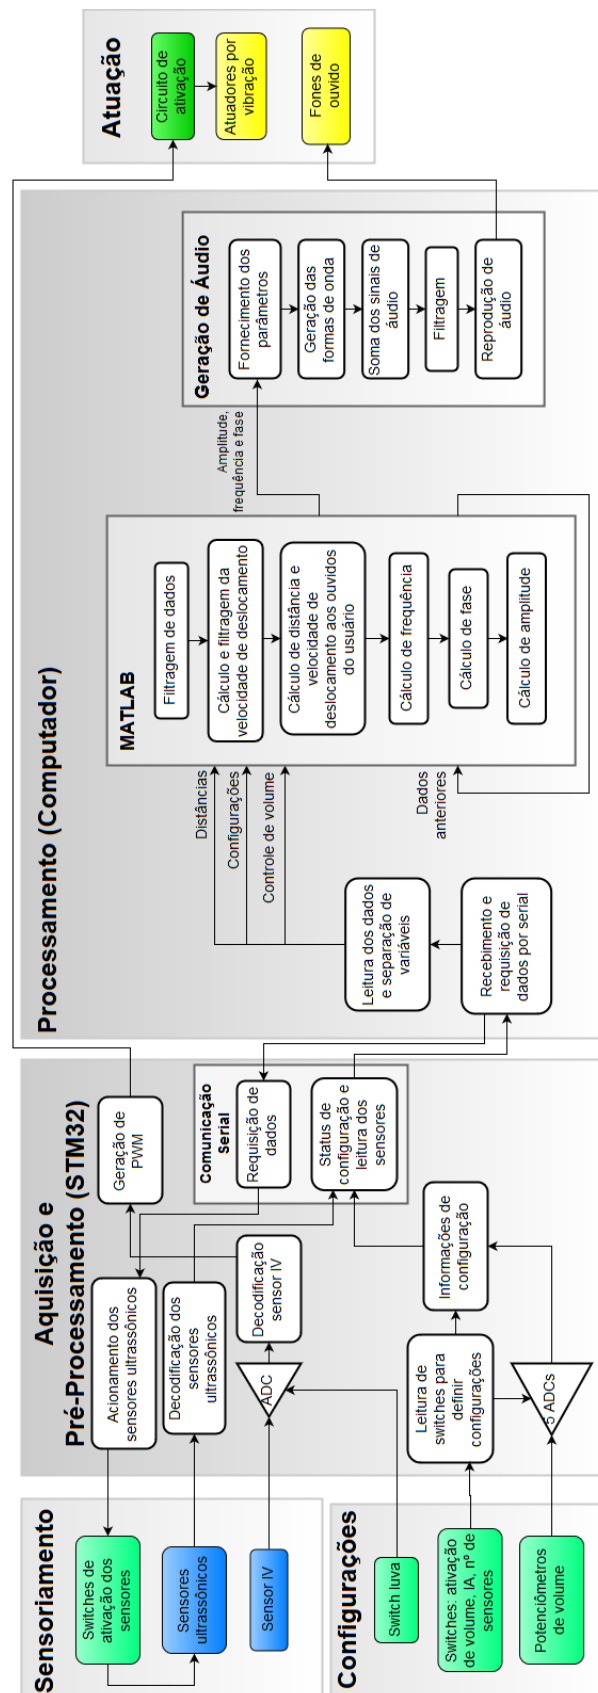 Sensoriamento
Switches de
ativação dos
sensores
Sensores
ultrassônicos
Sensor IV
Configurações
Switch luva
Switches: ativação
de volume, IA, nº de
sensores
Potenciômetros
de volume
Aquisição e
Pré-Processamento (STM32)
Acionamento dos
sensores ultrassônicos
Decodificação dos
sensores
ultrassônicos
ADC
Decodificação
sensor IV
Geração de
PWM
Leitura de
switches para
definir
configurações
5 ADCs
Informações de
configuração
Comunicação
Serial
Requisição de
dados
Status de
configuração e
leitura dos
sensores
Processamento (Computador)
Recebimento e
requisição de
dados por serial
Leitura dos dados
e separação de
variáveis
Distâncias
Configurações
Controle de volume
Dados
anteriores
MATLAB
Filtragem de dados
Cálculo e filtragem da
velocidade de deslocamento
Cálculo de distância e
velocidade de
deslocamento aos ouvidos
do usuário
Cálculo de frequência
Cálculo de fase
Cálculo de amplitude
Amplitude,
frequência e fase
Geração de Áudio
Fornecimento dos
parâmetros
Geração das
formas de onda
Soma dos sinais de
áudio
Filtragem
Reprodução de
áudio
Atuação
Circuito de
ativação
Atuadores por
vibração
Fones de
ouvido